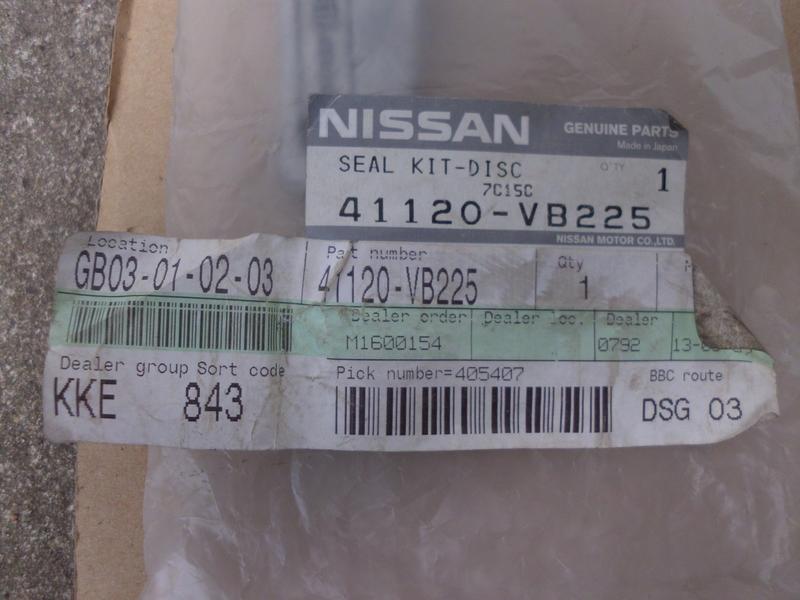 NISSAN GENUINE PARTS
Made in Japan
SEAL KIT-DISC Q'TY 1
7C15C
41120-VB225
NISSAN MOTOR CO.,LTD.
Location Part number Qty
GB03-01-02-03 41120-VB225 1
Dealer order Dealer loc. Dealer
M1600154 0792
Dealer group Sort code Pick number=405407 BBC route
KKE 843 DSG 03